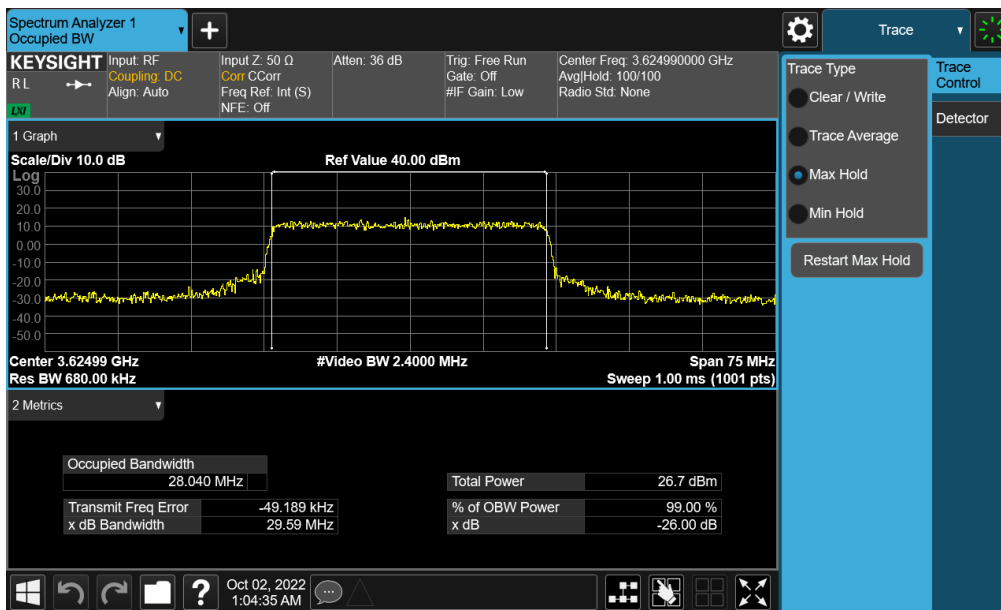 Spectrum Analyzer 1
Occupied BW
Trace
KEYSIGHT
R L
LXI
Input: RF
Coupling: DC
Align: Auto
Input Z: 50 Ω
Corr CCorr
Freq Ref: Int (S)
NFE: Off
Atten: 36 dB
Trig: Free Run
Gate: Off
#IF Gain: Low
Center Freq: 3.624990000 GHz
Avg|Hold: 100/100
Radio Std: None
Trace Type
Clear / Write
Trace Average
Max Hold
Min Hold
Restart Max Hold
Trace
Control
Detector
1 Graph
Scale/Div 10.0 dB
Ref Value 40.00 dBm
Log
30.0
20.0
10.0
0.00
-10.0
-20.0
-30.0
-40.0
-50.0
Center 3.62499 GHz
#Video BW 2.4000 MHz
Span 75 MHz
Res BW 680.00 kHz
Sweep 1.00 ms (1001 pts)
2 Metrics
Occupied Bandwidth
28.040 MHz
Total Power 26.7 dBm
Transmit Freq Error -49.189 kHz
% of OBW Power 99.00 %
x dB Bandwidth 29.59 MHz
x dB -26.00 dB
?
Oct 02, 2022
1:04:35 AM